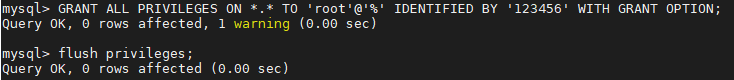 mysql> GRANT ALL PRIVILEGES ON *.* TO 'root'@'%' IDENTIFIED BY '123456' WITH GRANT OPTION;
Query OK, 0 rows affected, 1 warning (0.00 sec)
mysql> flush privileges;
Query OK, 0 rows affected (0.00 sec)